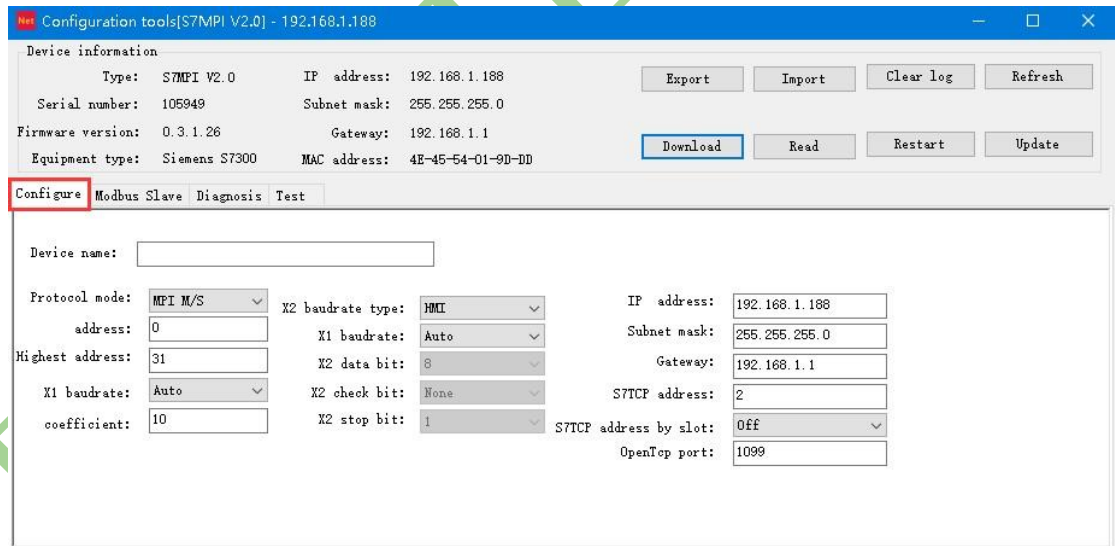 Net Configuration tools[S7MPI V2.0] - 192.168.1.188
Device information
Type: S7MPI V2.0 IP address: 192.168.1.188 Export Import Clear log Refresh
Serial number: 105949 Subnet mask: 255.255.255.0
Firmware version: 0.3.1.26 Gateway: 192.168.1.1 Download Read Restart Update
Equipment type: Siemens S7300 MAC address: 4E-45-54-01-9D-DD
Configure Modbus Slave Diagnosis Test
Device name:
Protocol mode: MPI M/S X2 baudrate type: HMI IP address: 192.168.1.188
address: 0 X1 baudrate: Auto Subnet mask: 255.255.255.0
Highest address: 31 X2 data bit: 8 Gateway: 192.168.1.1
X1 baudrate: Auto X2 check bit: None S7TCP address: 2
coefficient: 10 X2 stop bit: 1 S7TCP address by slot: Off
OpenTcp port: 1099